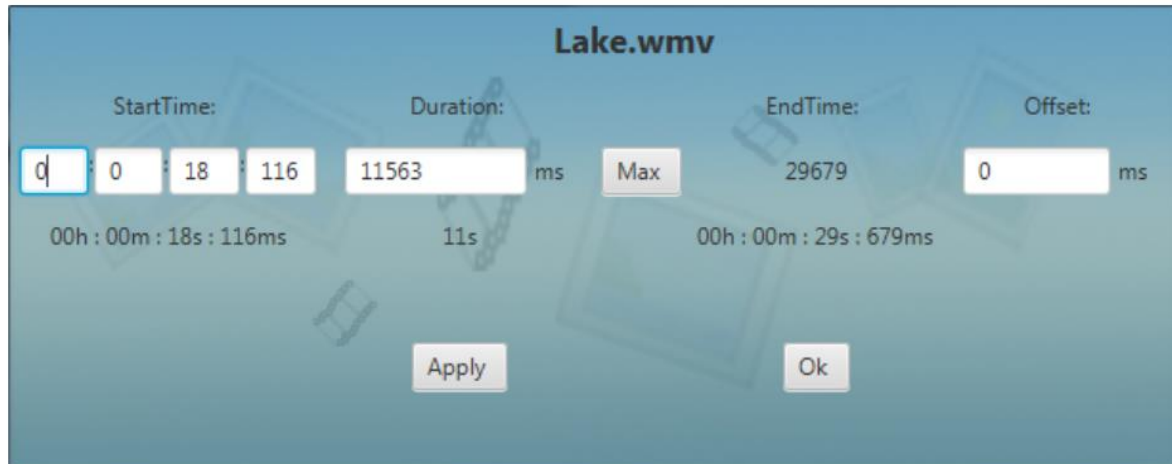 Lake.wmv
StartTime: Duration: EndTime: Offset:
0 : 0 : 18 : 116 11563 ms Max 29679 0 ms
00h : 00m : 18s : 116ms 11s 00h : 00m : 29s : 679ms
Apply Ok